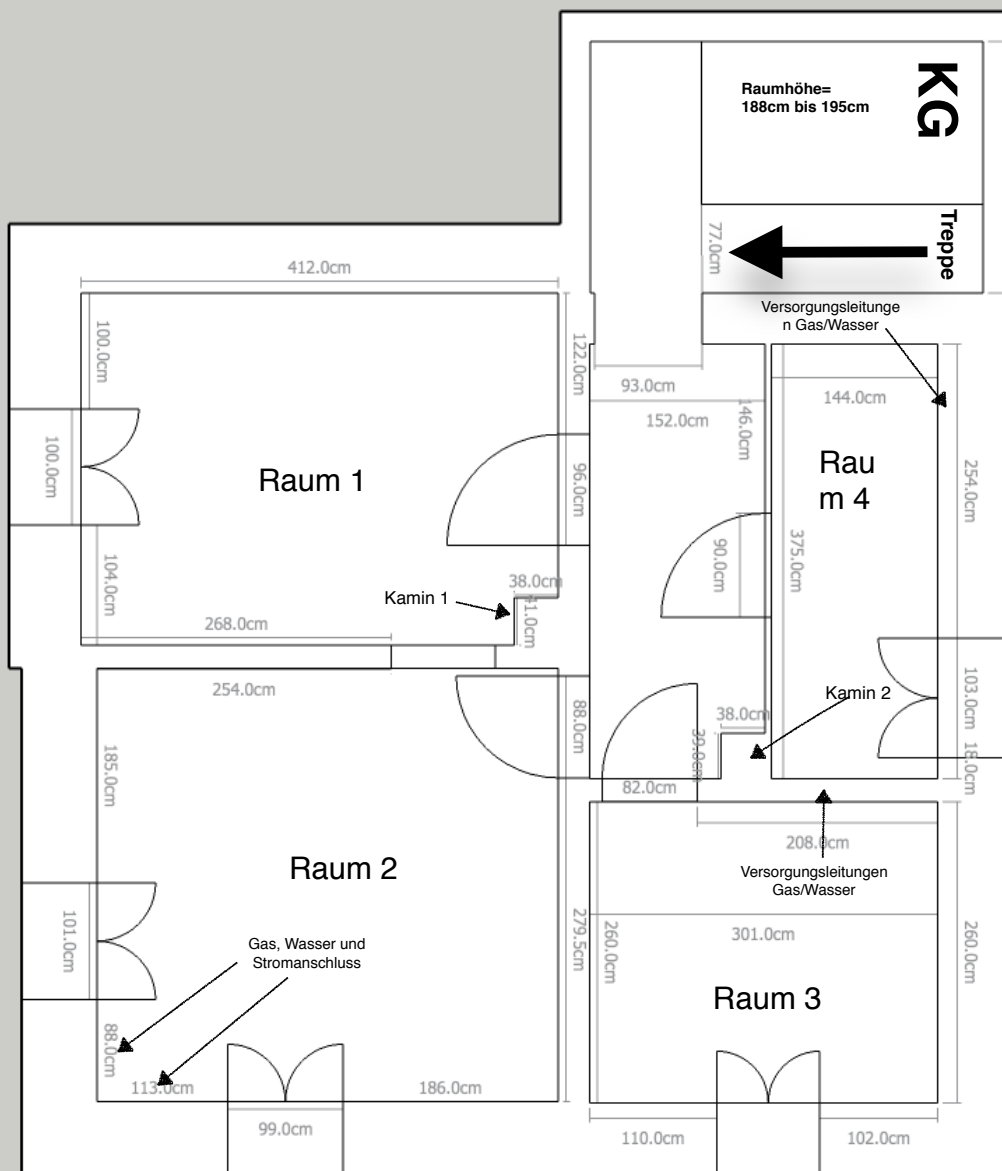 KG
Raumhöhe=
188cm bis 195cm
Treppe
77.0cm
412.0cm
Versorgungsleitunge
n Gas/Wasser
100.0cm
122.0cm
93.0cm
144.0cm
152.0cm
146.0cm
100.0cm
Raum 1
96.0cm
Rau
m 4
254.0cm
90.0cm
375.0cm
104.0cm
38.0cm
Kamin 1
41.0cm
268.0cm
254.0cm
88.0cm
Kamin 2
103.0cm
38.0cm
39.0cm
18.0cm
185.0cm
82.0cm
208.0cm
Raum 2
Versorgungsleitungen
Gas/Wasser
101.0cm
Gas, Wasser und
Stromanschluss
279.5cm
260.0cm
301.0cm
260.0cm
Raum 3
88.0cm
113.0cm
186.0cm
99.0cm
110.0cm
102.0cm